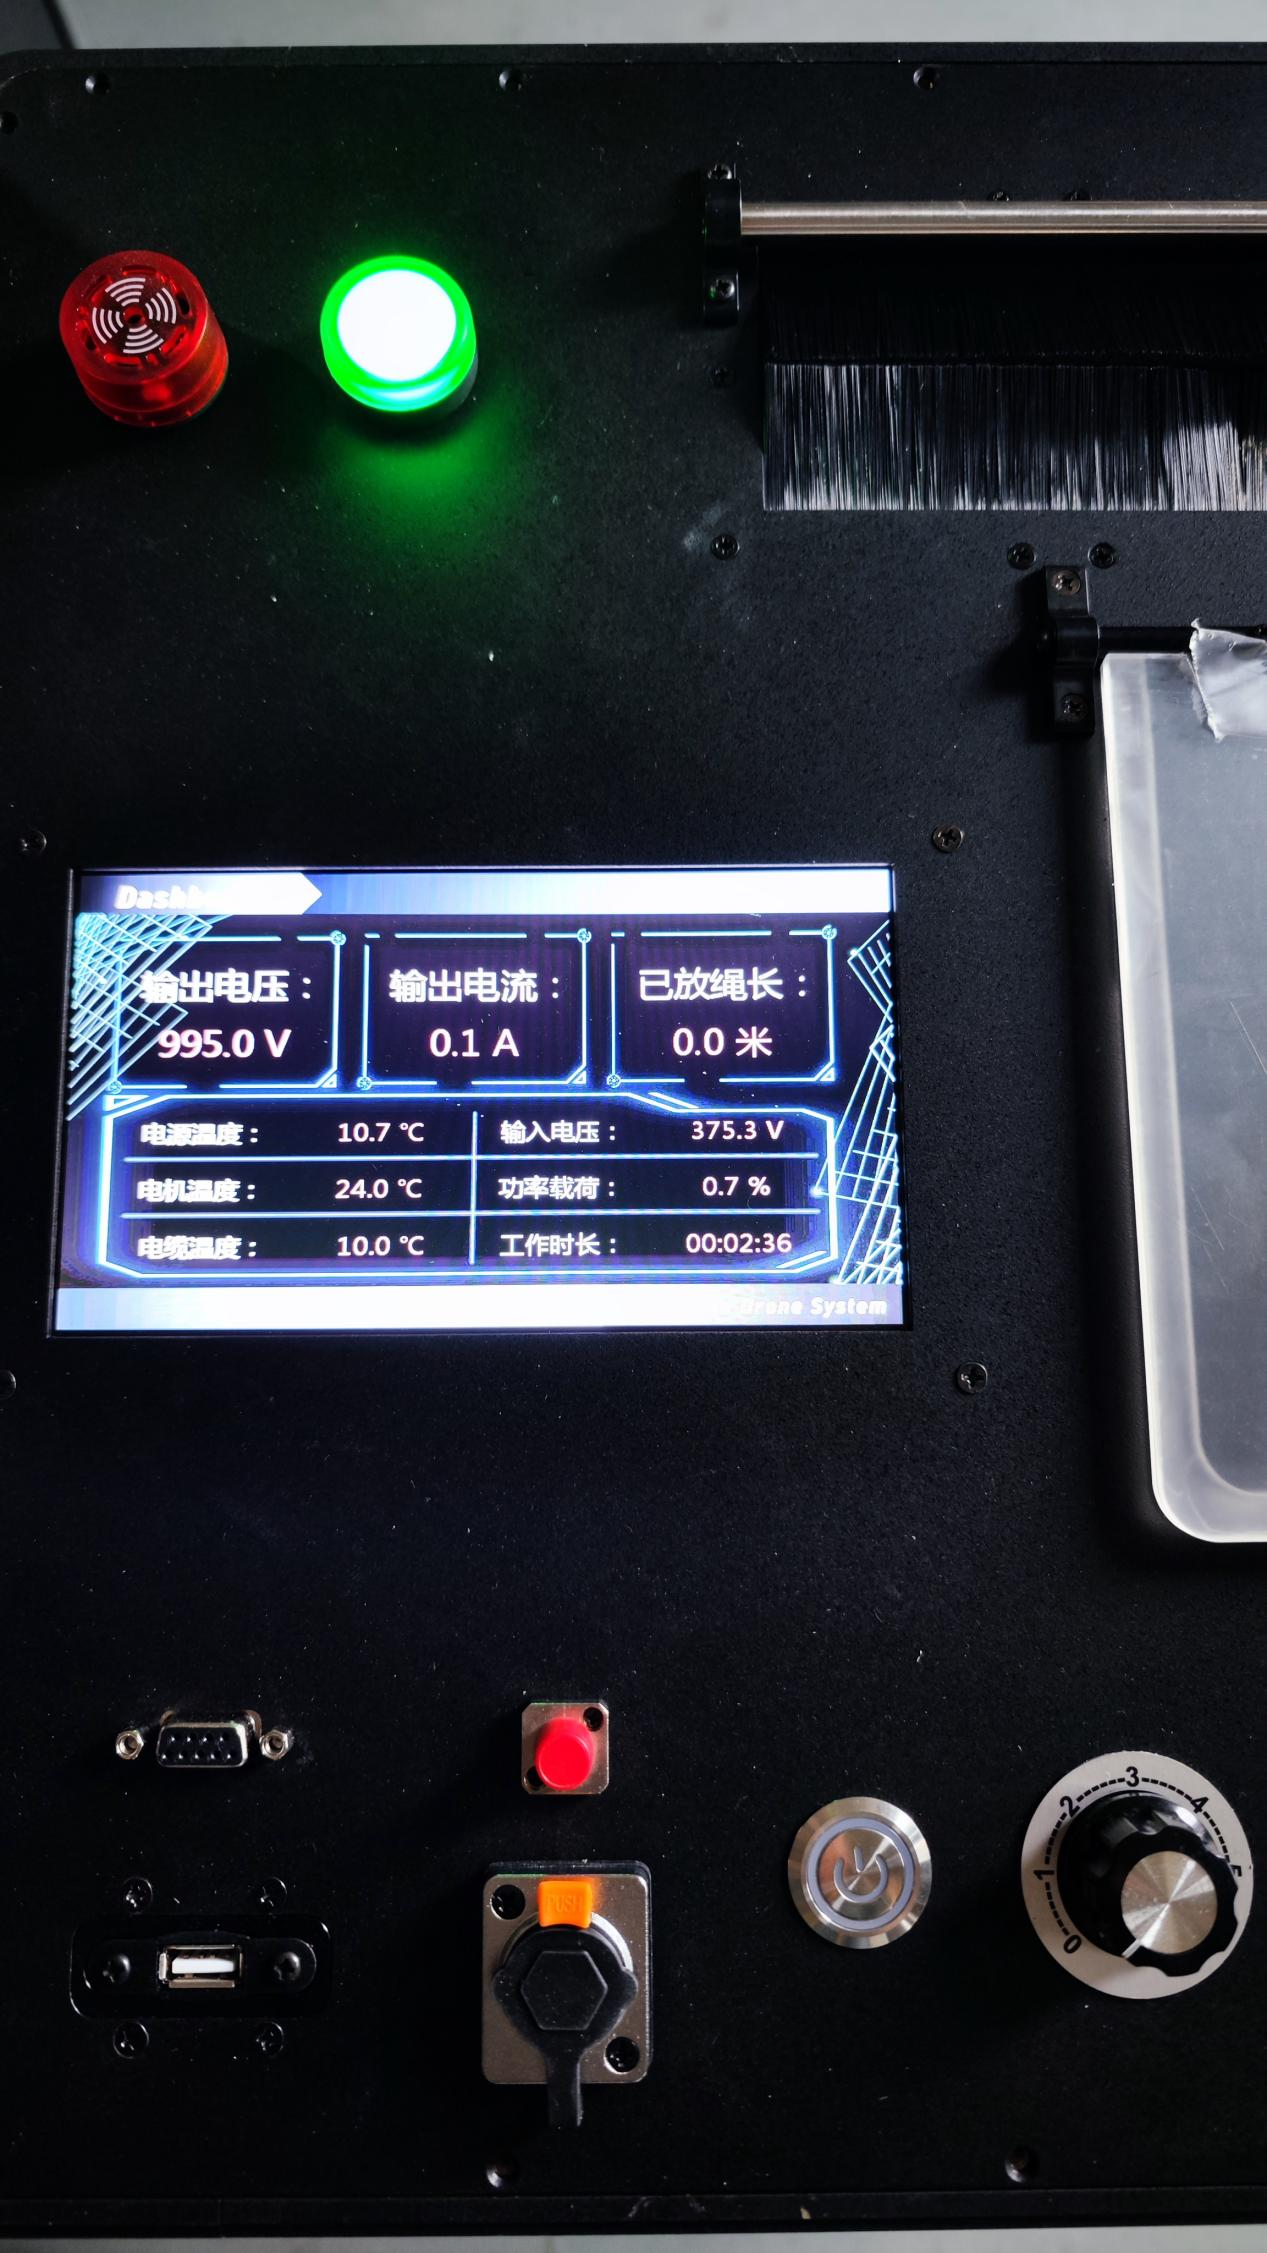 输出电压：
输出电流：
已放绳长：
995.0 V
0.1 A
0.0 米
电源温度：
10.7 ℃
输入电压：
375.3 V
电机温度：
24.0 ℃
功率载荷：
0.7 %
电缆温度：
10.0 ℃
工作时长：
00:02:36
Drone System
PUSH
0
1
2
3
4
5